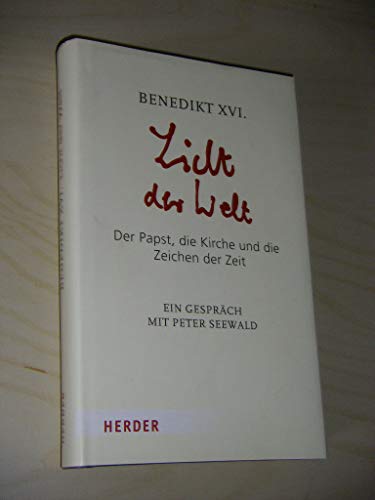 BENEDIKT XVI.
Licht
der Welt
Der Papst, die Kirche und die
Zeichen der Zeit
EIN GESPRÄCH
MIT PETER SEEWALD
HERDER